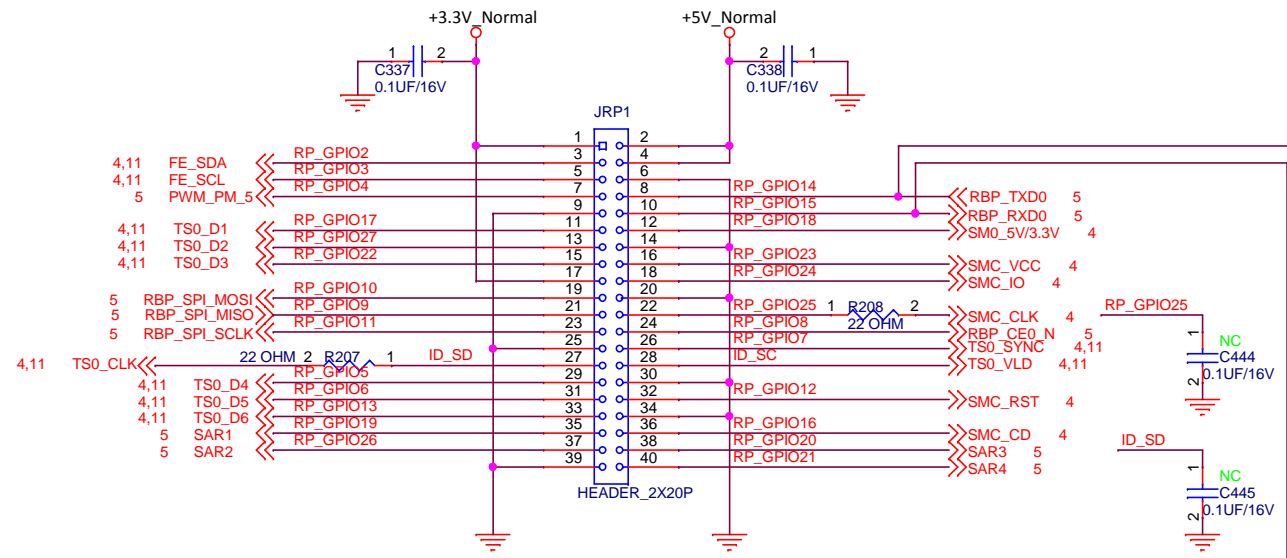 +3.3V_Normal +5V_Normal
1 2 2 1
C337 C338
0.1UF/16V 0.1UF/16V
JRP1
1 2
4,11 FE_SDA RP_GPIO2 3 4
4,11 FE_SCL RP_GPIO3 5 6
5 PWM_PM_5 RP_GPIO4 7 8 RP_GPIO14 RBP_TXD0 5
9 10 RP_GPIO15 RBP_RXD0 5
4,11 TS0_D1 RP_GPIO17 11 12 RP_GPIO18 SM0_5V/3.3V 4
4,11 TS0_D2 RP_GPIO27 13 14
4,11 TS0_D3 RP_GPIO22 15 16 RP_GPIO23 SMC_VCC 4
17 18 RP_GPIO24 SMC_IO 4
5 RBP_SPI_MOSI RP_GPIO10 19 20
5 RBP_SPI_MISO RP_GPIO9 21 22 RP_GPIO25 1 R208 2 22 OHM SMC_CLK 4
5 RBP_SPI_SCLK RP_GPIO11 23 24 RP_GPIO8 RBP_CE0_N 5
25 26 RP_GPIO7 TS0_SYNC 4,11
4,11 TS0_CLK 22 OHM 2 R207 1 ID_SD 27 28 ID_SC TS0_VLD 4,11
4,11 TS0_D4 RP_GPIO5 29 30
4,11 TS0_D5 RP_GPIO6 31 32 RP_GPIO12 SMC_RST 4
4,11 TS0_D6 RP_GPIO13 33 34
5 SAR1 RP_GPIO19 35 36 RP_GPIO16 SMC_CD 4
5 SAR2 RP_GPIO26 37 38 RP_GPIO20 SAR3 5
39 40 RP_GPIO21 SAR4 5
HEADER_2X20P
RP_GPIO25
1
NC
C444
2 0.1UF/16V
ID_SD
1
NC
C445
2 0.1UF/16V